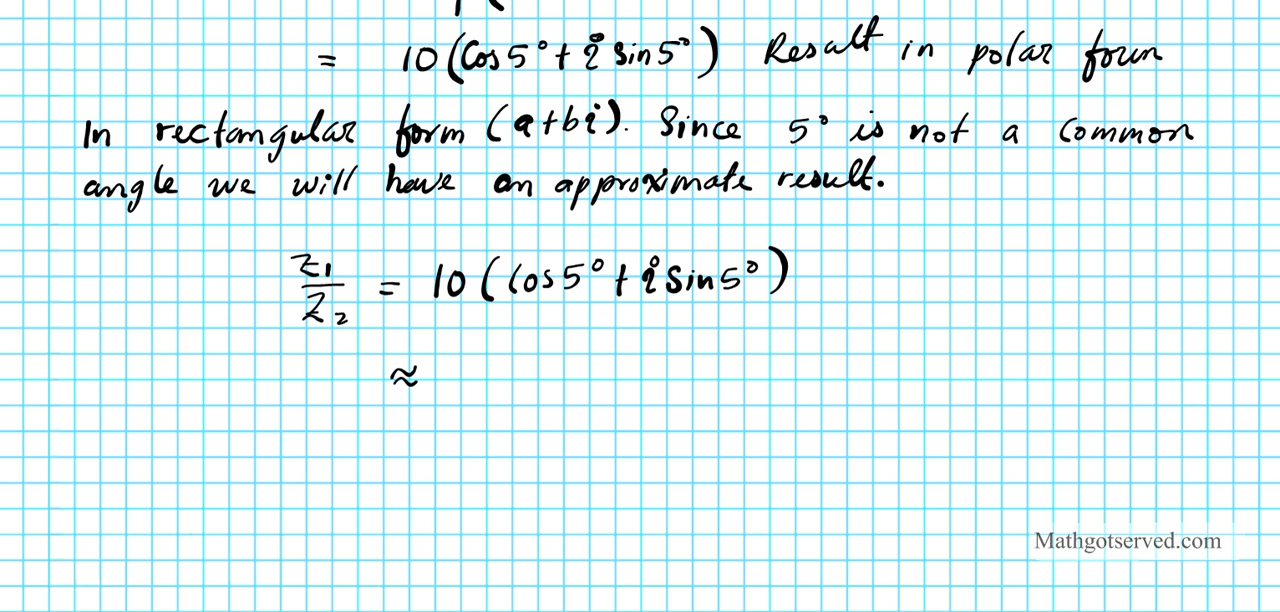 = 10 (Cos 5° + i Sin 5°) Result in polar form
In rectangular form (a+bi). Since 5° is not a common
angle we will have an approximate result.
z₁/z₂ = 10 (Cos 5° + i Sin 5°)
≈
Mathgotserved.com